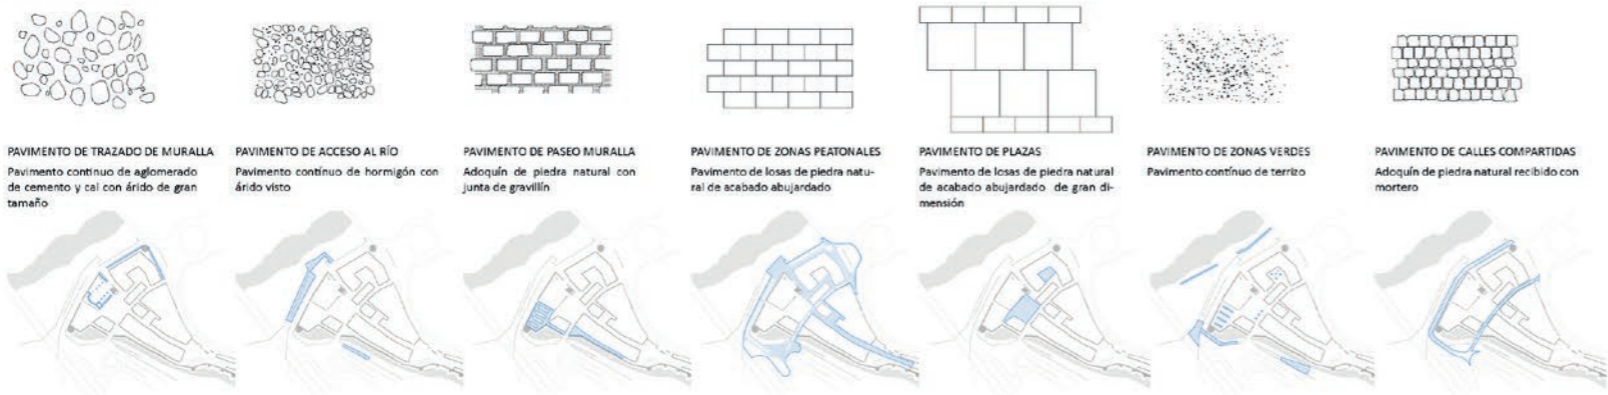 PAVIMENTO DE TRAZADO DE MURALLA
Pavimento continuo de aglomerado
de cemento y cal con árido de gran
tamaño
PAVIMENTO DE ACCESO AL RÍO
Pavimento contínuo de hormigón con
árido visto
PAVIMENTO DE PASEO MURALLA
Adoquín de piedra natural con
junta de gravillín
PAVIMENTO DE ZONAS PEATONALES
Pavimento de losas de piedra natu-
ral de acabado abujardado
PAVIMENTO DE PLAZAS
Pavimento de losas de piedra natural
de acabado abujardado de gran di-
mensión
PAVIMENTO DE ZONAS VERDES
Pavimento contínuo de terrizo
PAVIMENTO DE CALLES COMPARTIDAS
Adoquín de piedra natural recibido con
mortero